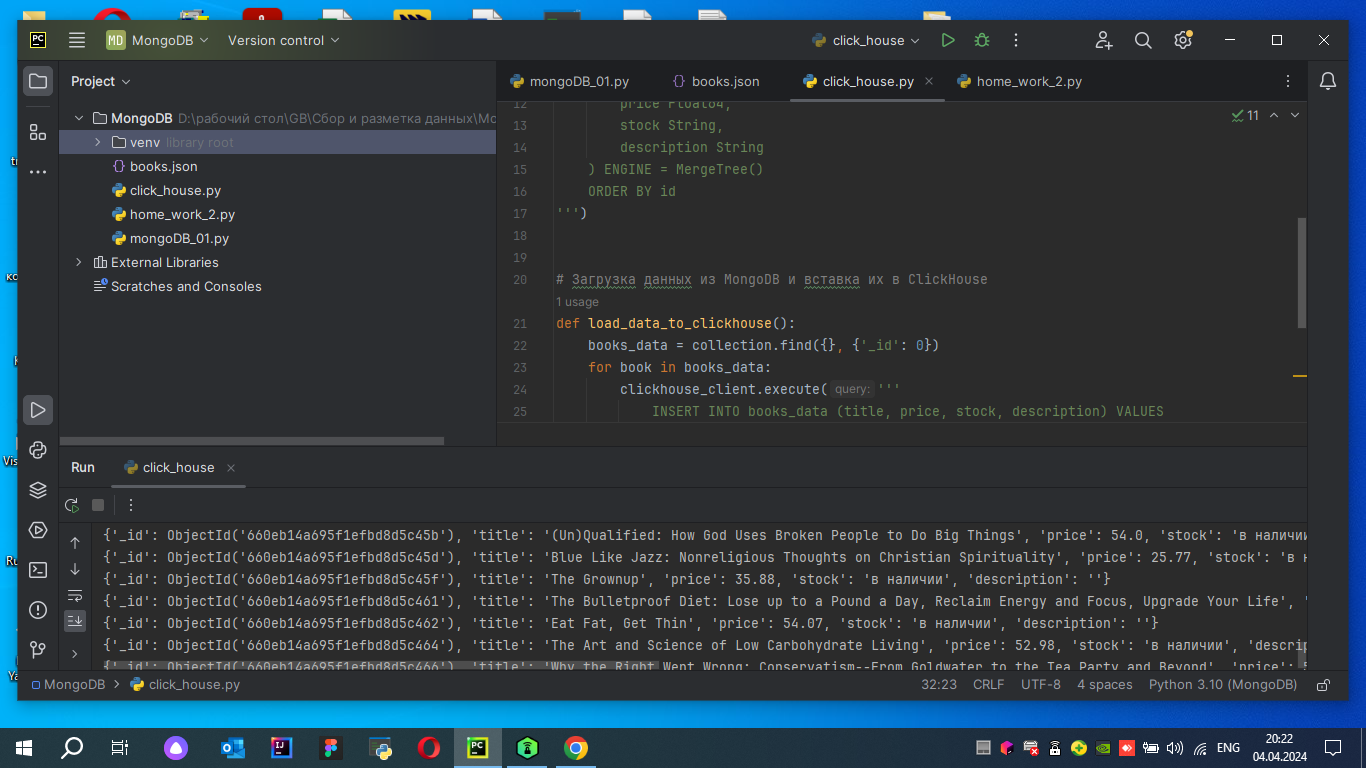 PC
MD MongoDB
Version control
click_house
Project
mongoDB_01.py
{} books.json
click_house.py
home_work_2.py
MongoDB D:\рабочий стол\GB\Сбор и разметка данных\Mo
venv library root
{} books.json
click_house.py
home_work_2.py
mongoDB_01.py
External Libraries
Scratches and Consoles
11
12 price Float64,
13 stock String,
14 description String
15 ) ENGINE = MergeTree()
16 ORDER BY id
17 ''')
18
19
20 # Загрузка данных из MongoDB и вставка их в ClickHouse
1 usage
21 def load_data_to_clickhouse():
22 books_data = collection.find({}, {'_id': 0})
23 for book in books_data:
24 clickhouse_client.execute( query: '''
25 INSERT INTO books_data (title, price, stock, description) VALUES
Run
click_house
{'_id': ObjectId('660eb14a695f1efbd8d5c45b'), 'title': '(Un)Qualified: How God Uses Broken People to Do Big Things', 'price': 54.0, 'stock': 'в наличии
{'_id': ObjectId('660eb14a695f1efbd8d5c45d'), 'title': 'Blue Like Jazz: Nonreligious Thoughts on Christian Spirituality', 'price': 25.77, 'stock': 'в н
{'_id': ObjectId('660eb14a695f1efbd8d5c45f'), 'title': 'The Grownup', 'price': 35.88, 'stock': 'в наличии', 'description': ''}
{'_id': ObjectId('660eb14a695f1efbd8d5c461'), 'title': 'The Bulletproof Diet: Lose up to a Pound a Day, Reclaim Energy and Focus, Upgrade Your Life', '
{'_id': ObjectId('660eb14a695f1efbd8d5c462'), 'title': 'Eat Fat, Get Thin', 'price': 54.07, 'stock': 'в наличии', 'description': ''}
{'_id': ObjectId('660eb14a695f1efbd8d5c464'), 'title': 'The Art and Science of Low Carbohydrate Living', 'price': 52.98, 'stock': 'в наличии', 'descrip
{'_id': ObjectId('660eb14a695f1efbd8d5c466'), 'title': 'Why the Right Went Wrong: Conservatism--From Goldwater to the Tea Party and Beyond', 'price':
MongoDB > click_house.py
32:23 CRLF UTF-8 4 spaces Python 3.10 (MongoDB)
ENG
20:22
04.04.2024